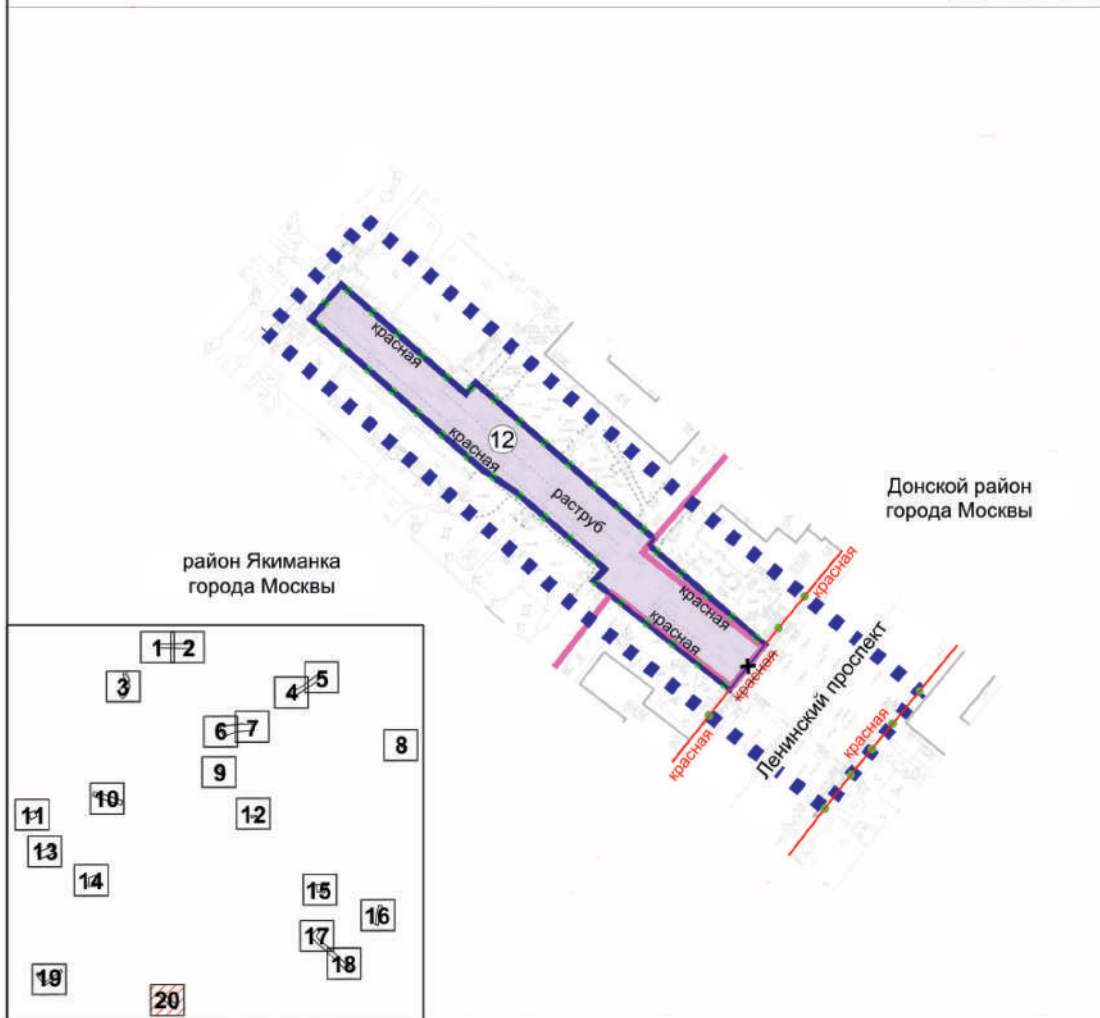 красная
12
красная
раструб
Донской район
города Москвы
район Якиманка
города Москвы
красная
красная
красная
красная
красная
красная
Ленинский проспект
1
2
3
4
5
6
7
8
9
10
11
12
13
14
15
16
17
18
19
20